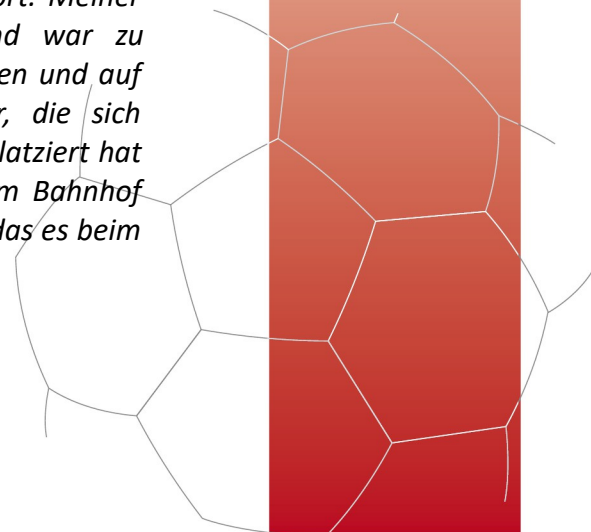 ort. Meiner
nd war zu
en und auf
r, die sich
latziert hat
m Bahnhof
das es beim